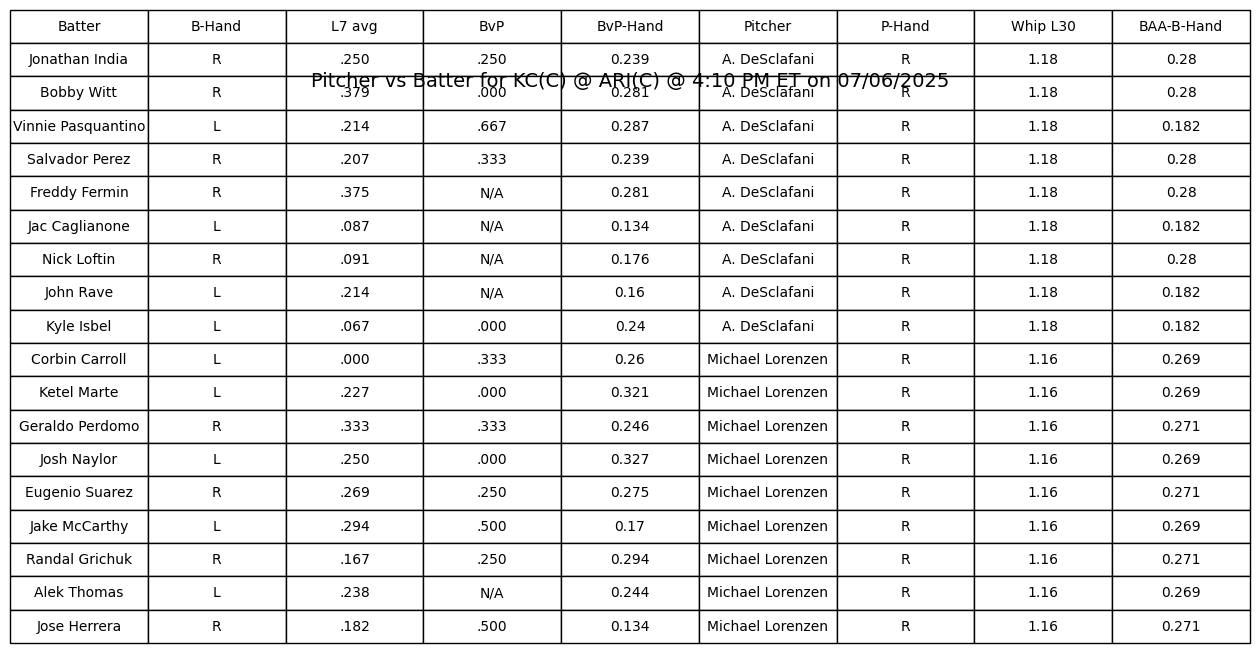 Batter B-Hand L7 avg BvP BvP-Hand Pitcher P-Hand Whip L30 BAA-B-Hand
Jonathan India R .250 .250 0.239 A. DeSclafani R 1.18 0.28
Pitcher vs Batter for KC(C) @ ARI(C) @ 4:10 PM ET on 07/06/2025
Bobby Witt R .379 .000 0.281 A. DeSclafani R 1.18 0.28
Vinnie Pasquantino L .214 .667 0.287 A. DeSclafani R 1.18 0.182
Salvador Perez R .207 .333 0.239 A. DeSclafani R 1.18 0.28
Freddy Fermin R .375 N/A 0.281 A. DeSclafani R 1.18 0.28
Jac Caglianone L .087 N/A 0.134 A. DeSclafani R 1.18 0.182
Nick Loftin R .091 N/A 0.176 A. DeSclafani R 1.18 0.28
John Rave L .214 N/A 0.16 A. DeSclafani R 1.18 0.182
Kyle Isbel L .067 .000 0.24 A. DeSclafani R 1.18 0.182
Corbin Carroll L .000 .333 0.26 Michael Lorenzen R 1.16 0.269
Ketel Marte L .227 .000 0.321 Michael Lorenzen R 1.16 0.269
Geraldo Perdomo R .333 .333 0.246 Michael Lorenzen R 1.16 0.271
Josh Naylor L .250 .000 0.327 Michael Lorenzen R 1.16 0.269
Eugenio Suarez R .269 .250 0.275 Michael Lorenzen R 1.16 0.271
Jake McCarthy L .294 .500 0.17 Michael Lorenzen R 1.16 0.269
Randal Grichuk R .167 .250 0.294 Michael Lorenzen R 1.16 0.271
Alek Thomas L .238 N/A 0.244 Michael Lorenzen R 1.16 0.269
Jose Herrera R .182 .500 0.134 Michael Lorenzen R 1.16 0.271